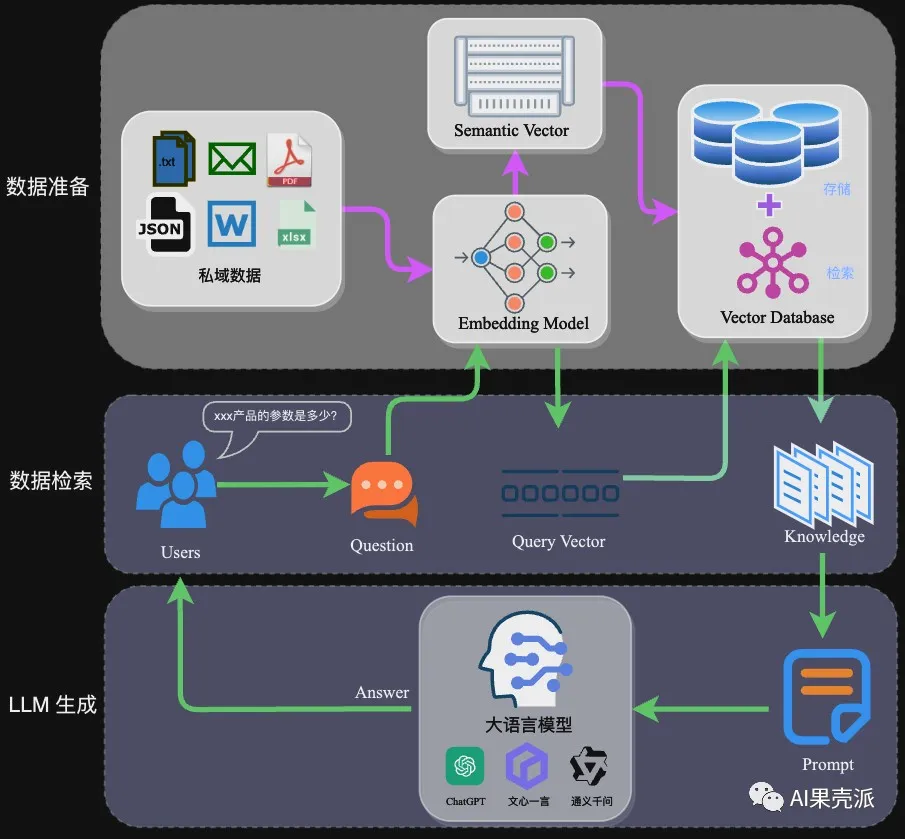 数据准备
.txt
PDF
JSON
W
xlsx
私域数据
Semantic Vector
Embedding Model
存储
检索
Vector Database
数据检索
xxx产品的参数是多少?
Users
Question
Query Vector
Knowledge
LLM 生成
Answer
大语言模型
ChatGPT
文心一言
通义千问
Prompt
AI果壳派